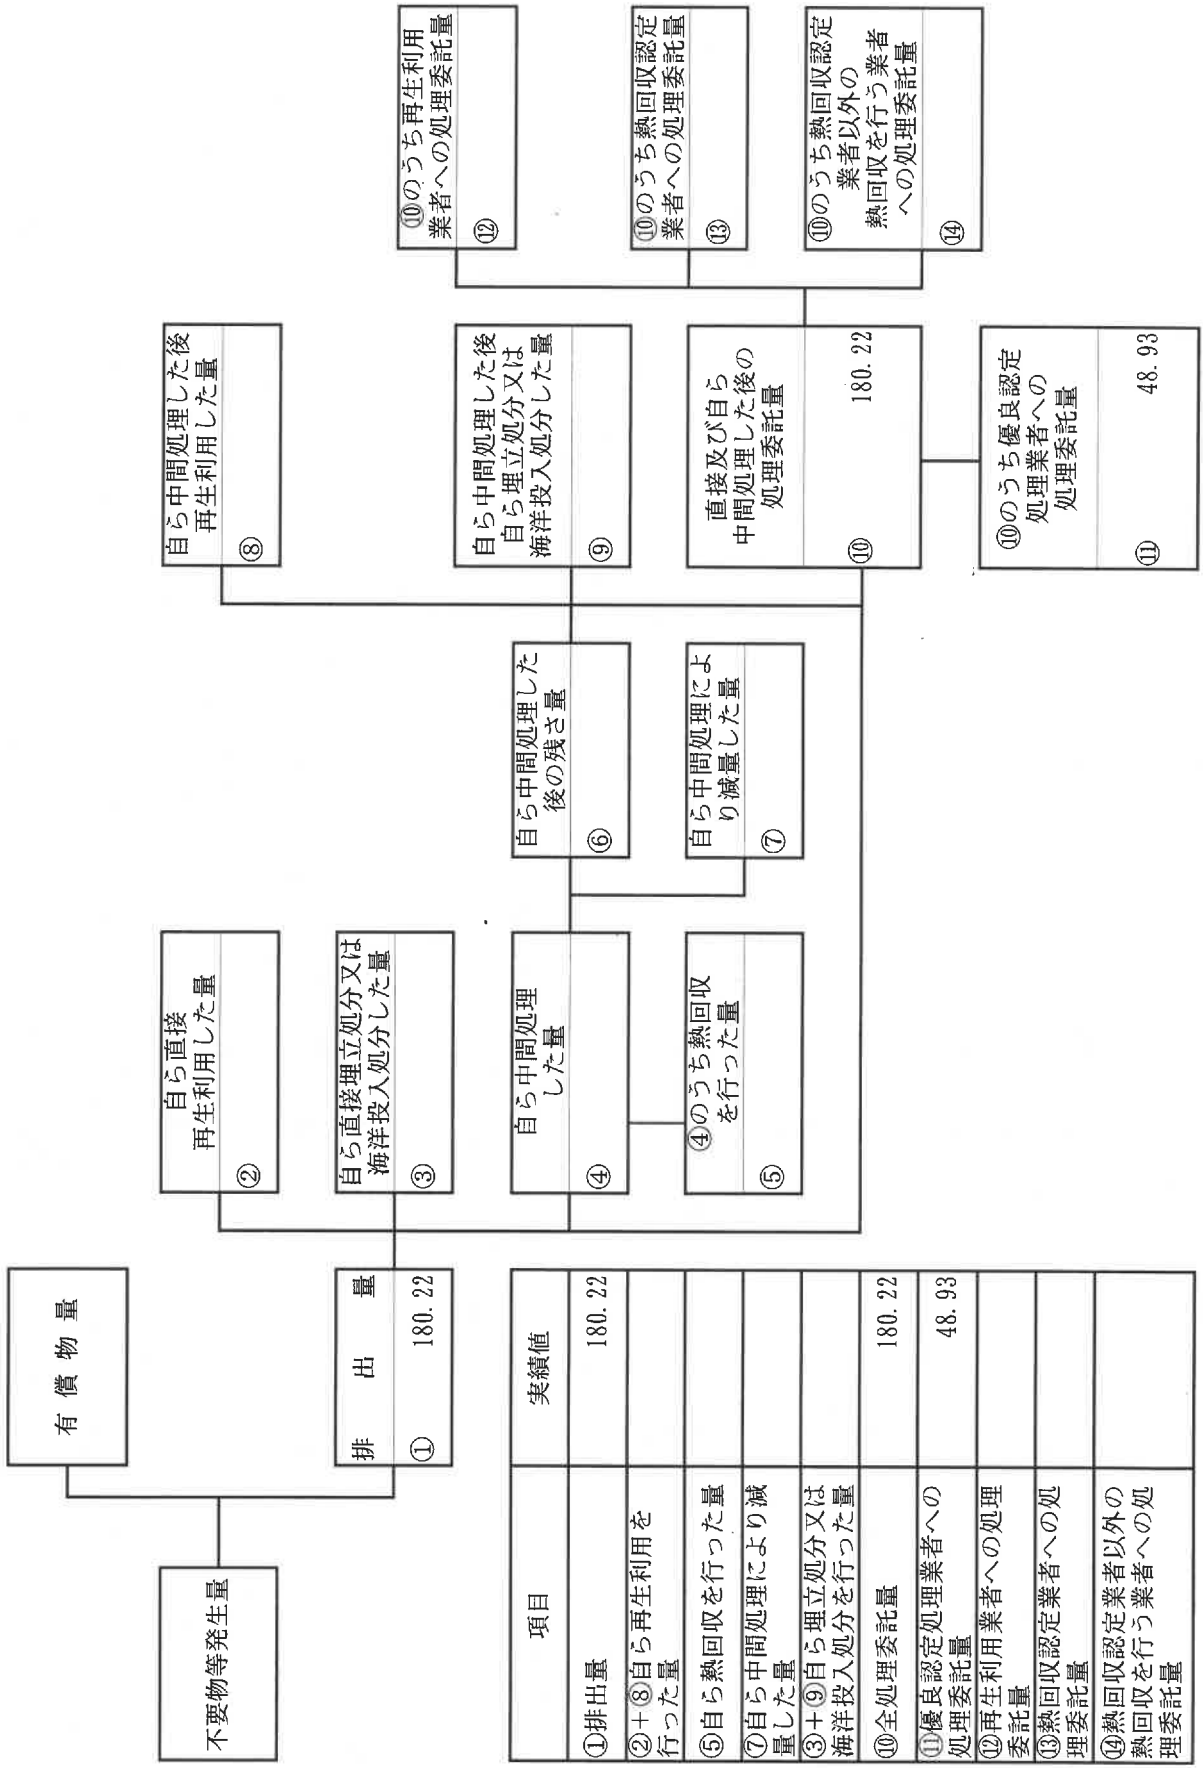 有償物量
不要物等発生量
排出量
① 180.22
自ら直接
再生利用した量
②
自ら直接埋立処分又は
海洋投入処分した量
③
自ら中間処理
した量
④
④のうち熱回収
を行った量
⑤
自ら中間処理した
後の残さ量
⑥
自ら中間処理によ
り減量した量
⑦
自ら中間処理した後
再生利用した量
⑧
自ら中間処理した後
自ら埋立処分又は
海洋投入処分した量
⑨
直接及び自ら
中間処理した後の
処理委託量
⑩ 180.22
⑩のうち優良認定
処理業者への
処理委託量
⑪ 48.93
⑩のうち再生利用
業者への処理委託量
⑫
⑩のうち熱回収認定
業者への処理委託量
⑬
⑩のうち熱回収認定
業者以外の
熱回収を行う業者
への処理委託量
⑭
項目 実績値
①排出量 180.22
②+⑧自ら再生利用を
行った量
⑤自ら熱回収を行った量
⑦自ら中間処理により減
量した量
③+⑨自ら埋立処分又は
海洋投入処分を行った量
⑩全処理委託量 180.22
⑪優良認定処理業者への
処理委託量 48.93
⑫再生利用業者への処理
委託量
⑬熱回収認定業者への処
理委託量
⑭熱回収認定業者以外の
熱回収を行う業者への処
理委託量